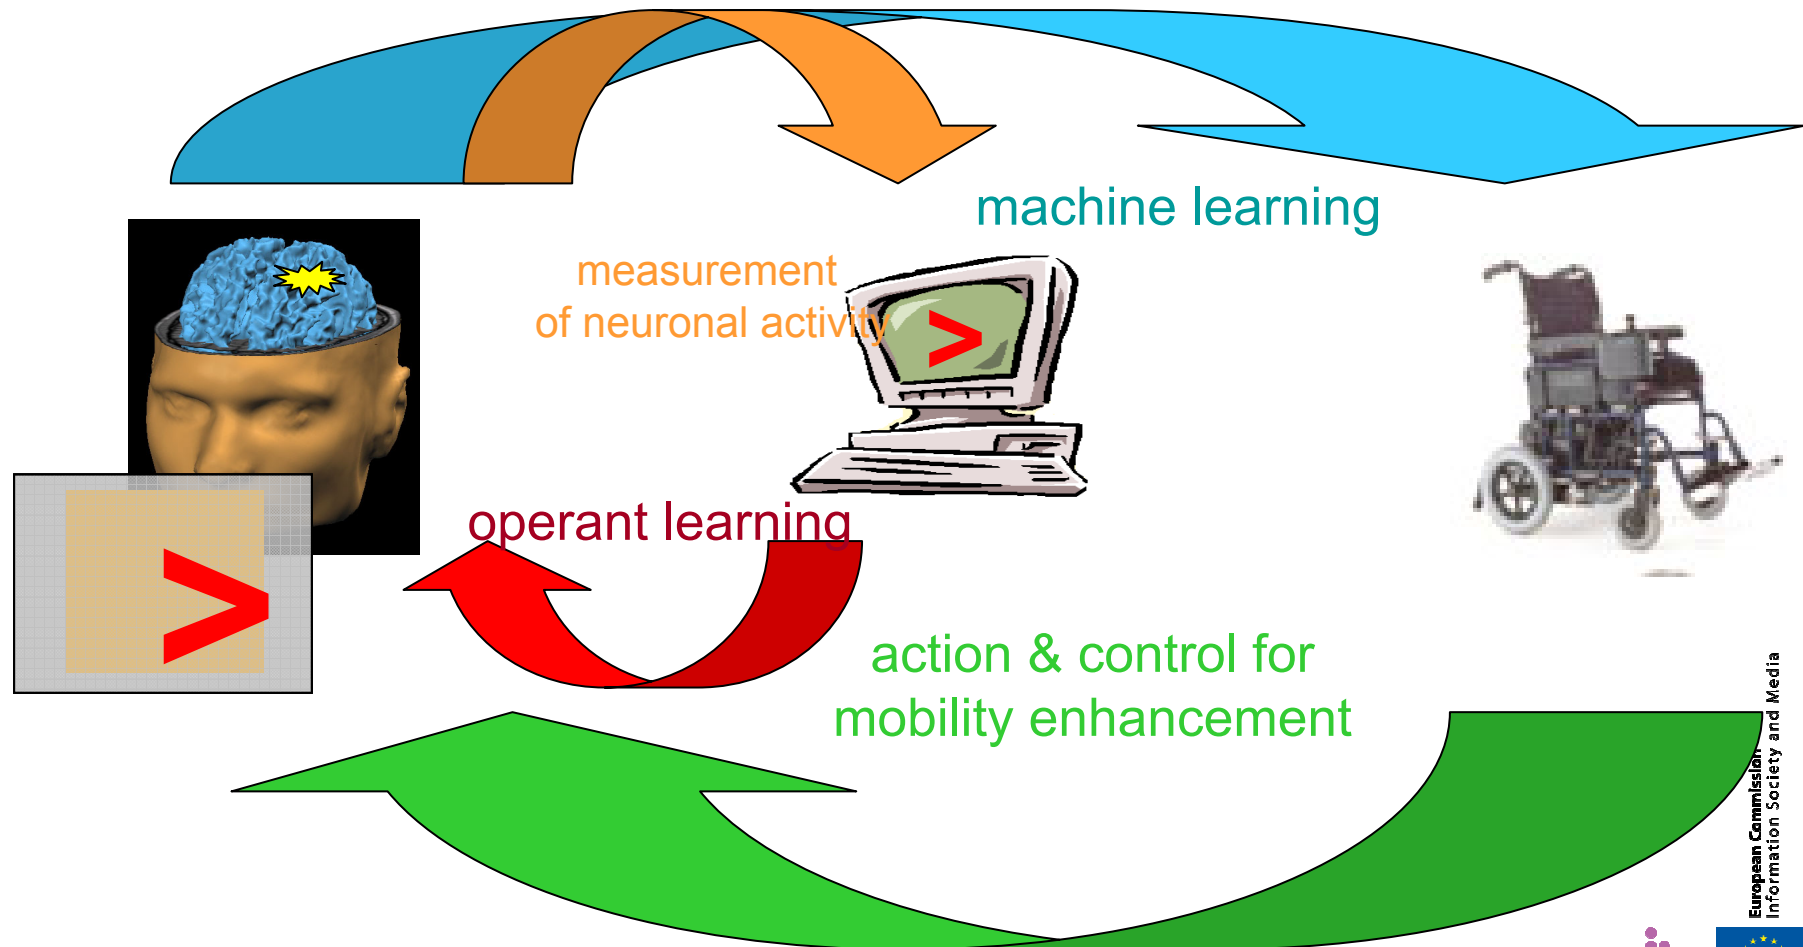 machine learning
measurement
of neuronal activity
>
operant learning
>
action & control for
mobility enhancement
European Commission
Information Society and Media